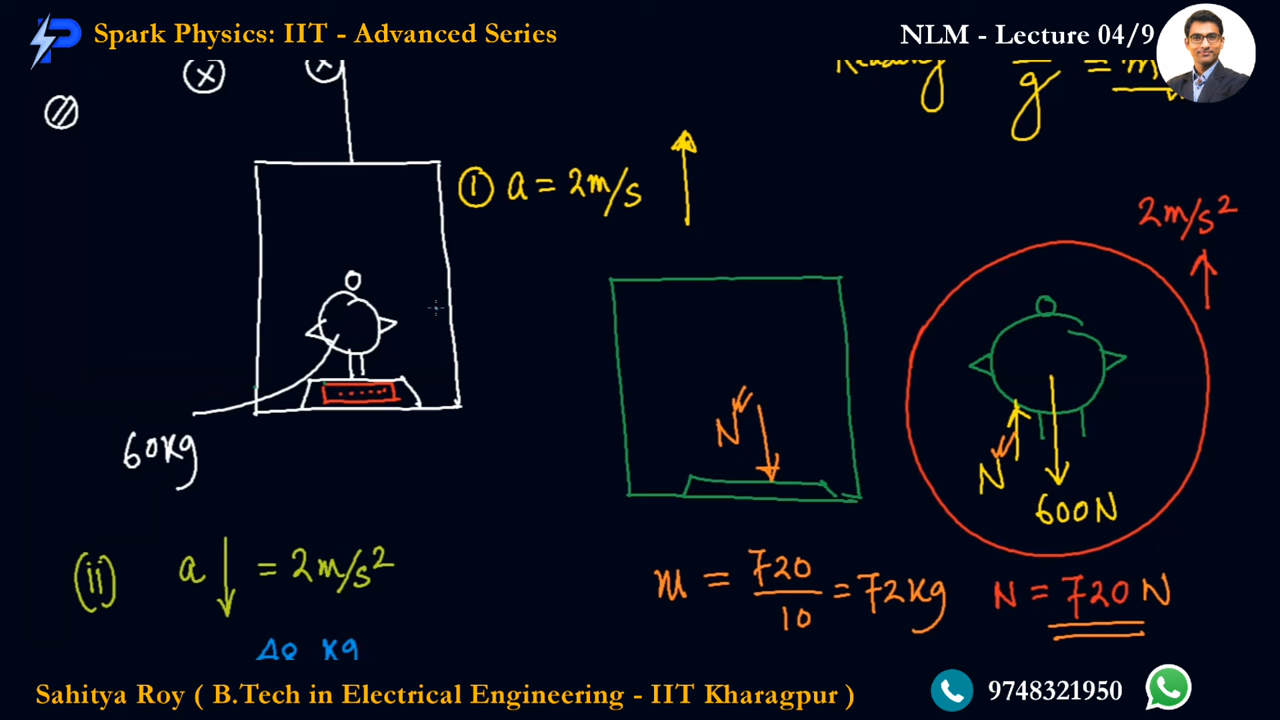 Spark Physics: IIT - Advanced Series
NLM - Lecture 04/9
g =
① a = 2m/s
2m/s²
60kg
N
N
600N
(ii) a ↓ = 2m/s²
m = 720/10 = 72kg
N = 720 N
48 kg
Sahitya Roy ( B.Tech in Electrical Engineering - IIT Kharagpur )
9748321950